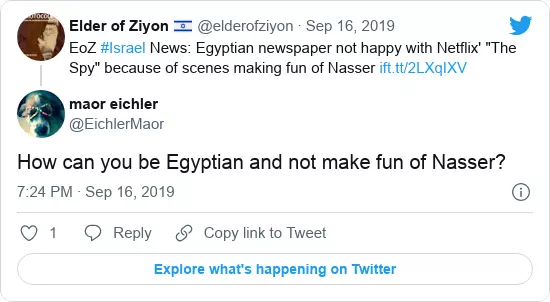 Elder of Ziyon 🇮🇱 @elderofziyon · Sep 16, 2019
EoZ #Israel News: Egyptian newspaper not happy with Netflix' "The
Spy" because of scenes making fun of Nasser ift.tt/2LXqIXV
maor eichler
@EichlerMaor
How can you be Egyptian and not make fun of Nasser?
7:24 PM · Sep 16, 2019
1
Reply
Copy link to Tweet
Explore what's happening on Twitter